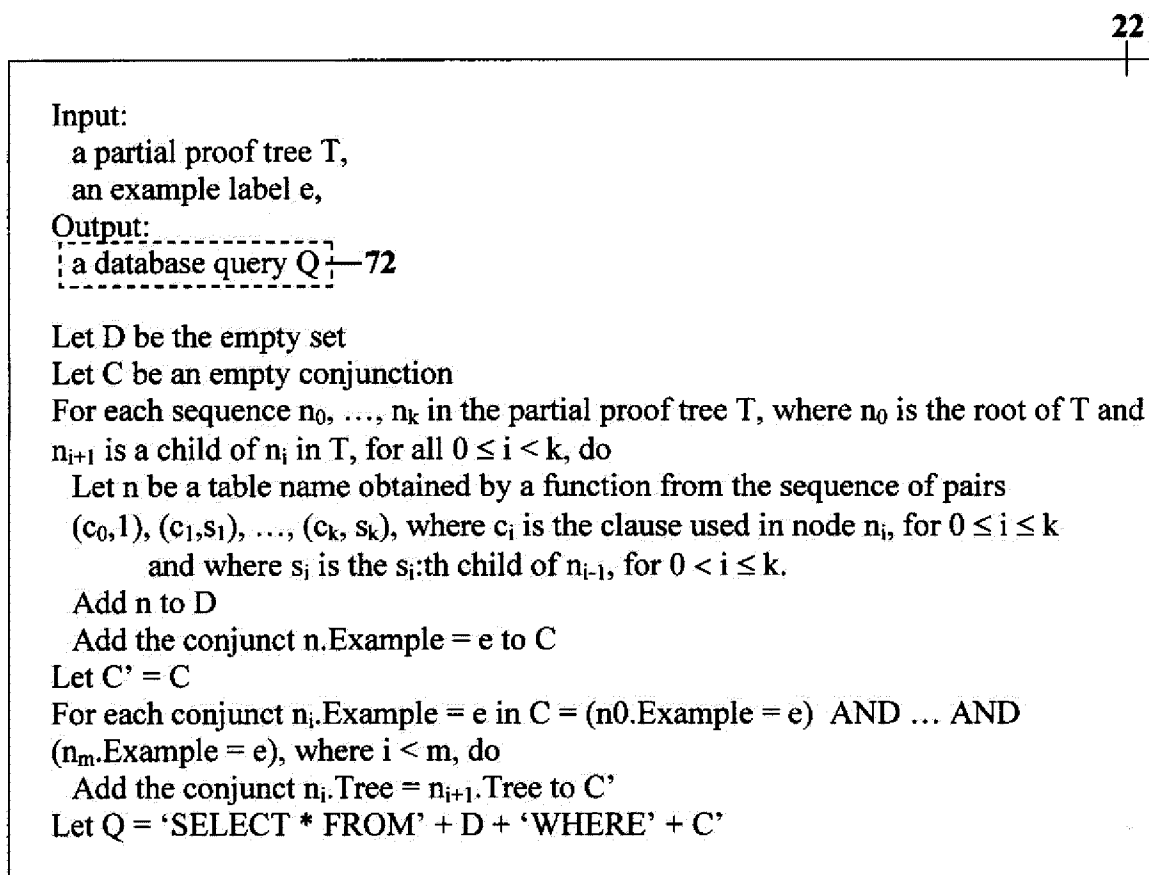 22
Input:
a partial proof tree T,
an example label e,
Output:
a database query Q 72
Let D be the empty set
Let C be an empty conjunction
For each sequence n₀, …, nₖ in the partial proof tree T, where n₀ is the root of T and
nᵢ₊₁ is a child of nᵢ in T, for all 0 ≤ i < k, do
Let n be a table name obtained by a function from the sequence of pairs
(c₀,1), (c₁,s₁), …, (cₖ, sₖ), where cᵢ is the clause used in node nᵢ, for 0 ≤ i ≤ k
and where sᵢ is the sᵢ:th child of nᵢ₋₁, for 0 < i ≤ k.
Add n to D
Add the conjunct n.Example = e to C
Let C’ = C
For each conjunct nᵢ.Example = e in C = (n0.Example = e) AND … AND
(nₘ.Example = e), where i < m, do
Add the conjunct nᵢ.Tree = nᵢ₊₁.Tree to C’
Let Q = ‘SELECT * FROM’ + D + ‘WHERE’ + C’